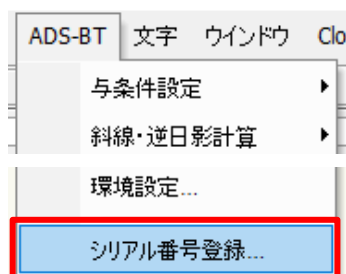 ADS-BT 文字 ウインドウ Clo
与条件設定
斜線・逆日影計算
環境設定...
シリアル番号登録...